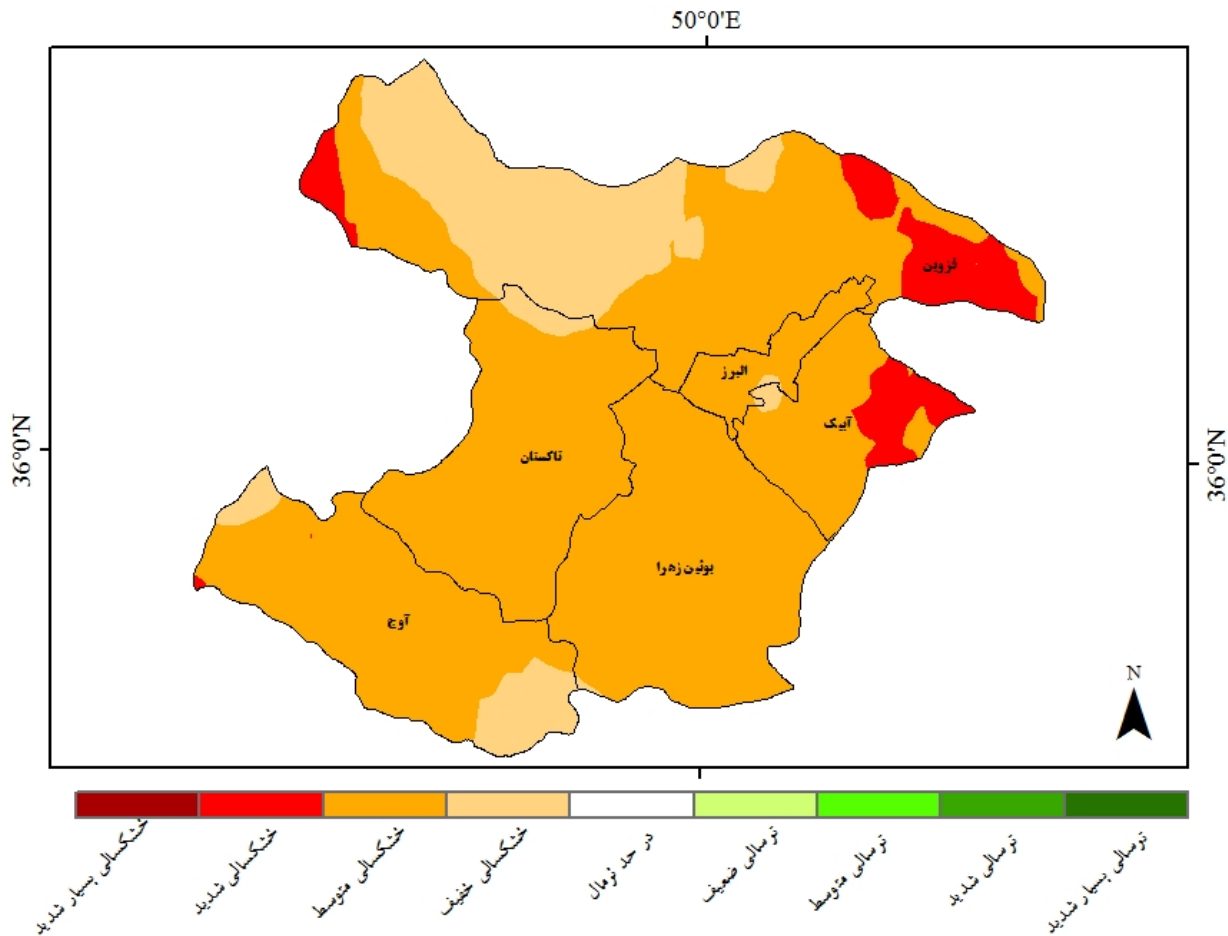 50°0'E
قزوین
البرز
آبیک
تاکستان
36°0'N
36°0'N
بوئین‌زهرا
آوج
N
خشکسالی بسیار شدید
خشکسالی شدید
خشکسالی متوسط
خشکسالی خفیف
در حد نرمال
ترسالی ضعیف
ترسالی متوسط
ترسالی شدید
ترسالی بسیار شدید